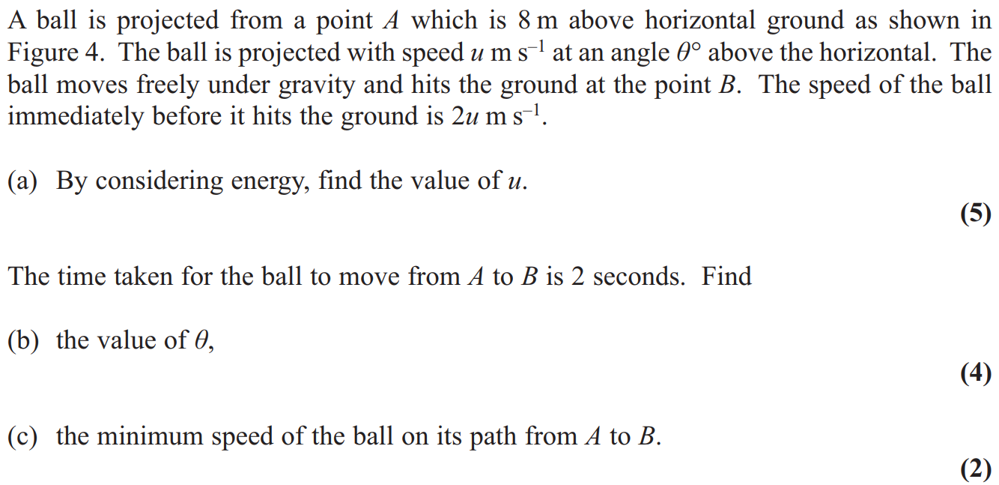 A ball is projected from a point A which is 8 m above horizontal ground as shown in
Figure 4. The ball is projected with speed u m s⁻¹ at an angle θ° above the horizontal. The
ball moves freely under gravity and hits the ground at the point B. The speed of the ball
immediately before it hits the ground is 2u m s⁻¹.
(a) By considering energy, find the value of u.
(5)
The time taken for the ball to move from A to B is 2 seconds. Find
(b) the value of θ,
(4)
(c) the minimum speed of the ball on its path from A to B.
(2)